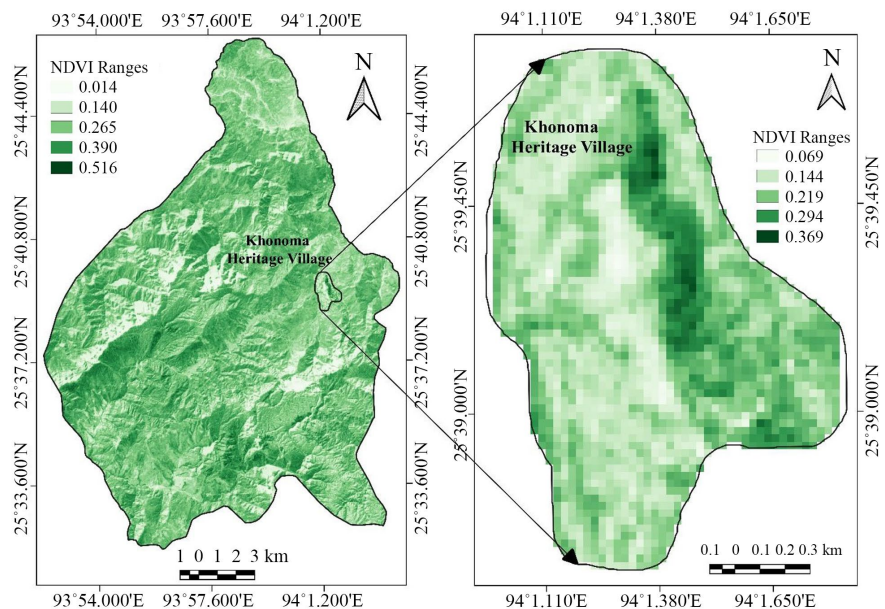 93°54.000'E 93°57.600'E 94°1.200'E
94°1.110'E 94°1.380'E 94°1.650'E
NDVI Ranges
0.014
0.140
0.265
0.390
0.516
N
25°44.400'N
25°40.800'N
25°37.200'N
25°33.600'N
25°44.400'N
25°40.800'N
25°37.200'N
25°33.600'N
Khonoma
Heritage Village
1 0 1 2 3 km
93°54.000'E 93°57.600'E 94°1.200'E
N
Khonoma
Heritage Village
NDVI Ranges
0.069
0.144
0.219
0.294
0.369
25°39.450'N
25°39.000'N
25°39.450'N
25°39.000'N
0.1 0 0.1 0.2 0.3 km
94°1.110'E 94°1.380'E 94°1.650'E